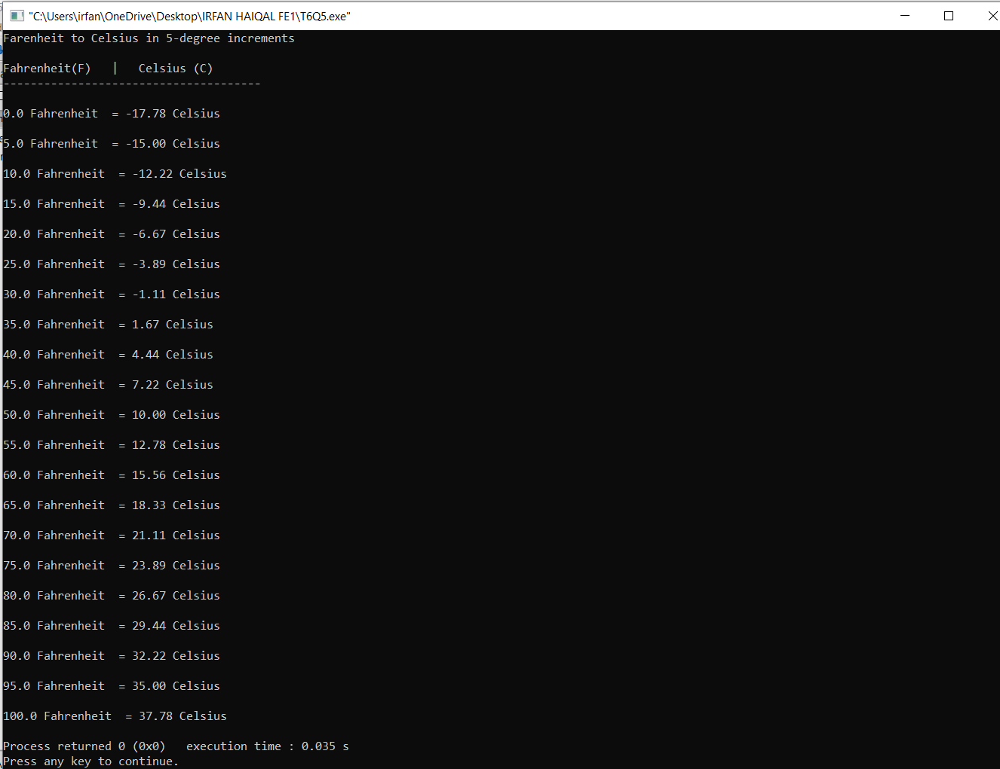 "C:\Users\irfan\OneDrive\Desktop\IRFAN HAIQAL FE1\T6Q5.exe"
Farenheit to Celsius in 5-degree increments
Fahrenheit(F)   |   Celsius (C)
--------------------------------------
0.0 Fahrenheit  = -17.78 Celsius
5.0 Fahrenheit  = -15.00 Celsius
10.0 Fahrenheit  = -12.22 Celsius
15.0 Fahrenheit  = -9.44 Celsius
20.0 Fahrenheit  = -6.67 Celsius
25.0 Fahrenheit  = -3.89 Celsius
30.0 Fahrenheit  = -1.11 Celsius
35.0 Fahrenheit  = 1.67 Celsius
40.0 Fahrenheit  = 4.44 Celsius
45.0 Fahrenheit  = 7.22 Celsius
50.0 Fahrenheit  = 10.00 Celsius
55.0 Fahrenheit  = 12.78 Celsius
60.0 Fahrenheit  = 15.56 Celsius
65.0 Fahrenheit  = 18.33 Celsius
70.0 Fahrenheit  = 21.11 Celsius
75.0 Fahrenheit  = 23.89 Celsius
80.0 Fahrenheit  = 26.67 Celsius
85.0 Fahrenheit  = 29.44 Celsius
90.0 Fahrenheit  = 32.22 Celsius
95.0 Fahrenheit  = 35.00 Celsius
100.0 Fahrenheit  = 37.78 Celsius
Process returned 0 (0x0)   execution time : 0.035 s
Press any key to continue.